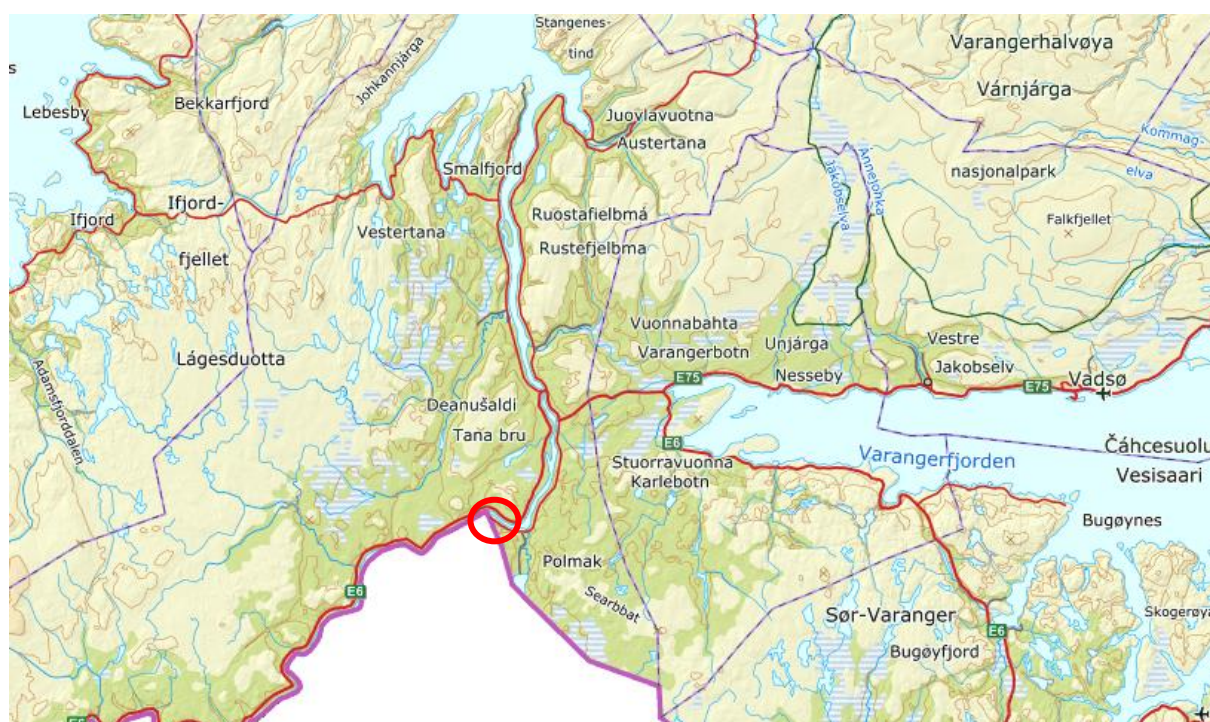 Stangenes-
tind
Varangerhalvøya
Várnjárga
s
Lebesby
Bekkarfjord
Johkannjárga
Juovlavuotna
Austertana
Kommag-
elva
Smalfjord
Ánnejohka
Jakobselva
nasjonalpark
Ifjord-
Ifjord
fjellet
Vestertana
Ruostafielbmá
Rustefjelbma
Falkfjellet
Vuonnabahta
Varangerbotn
Unjárga
Nesseby
Vestre
Jakobselv
Lágesduotta
Adamsfjorddalen
E75
E75
Vadsø
Deanušaldi
Tana bru
E6
Stuorravuonna
Karlebotn
Varangerfjorden
Čáhcesuolu
Vesisaari
Bugøynes
Polmak
Searbbat
E6
Sør-Varanger
Skogerøya
E6
Bugøyfjord
E6